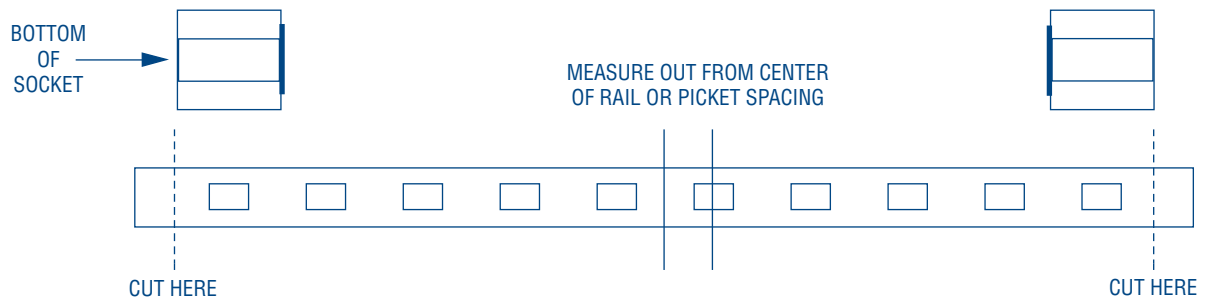 BOTTOM
OF
SOCKET
MEASURE OUT FROM CENTER
OF RAIL OR PICKET SPACING
CUT HERE
CUT HERE